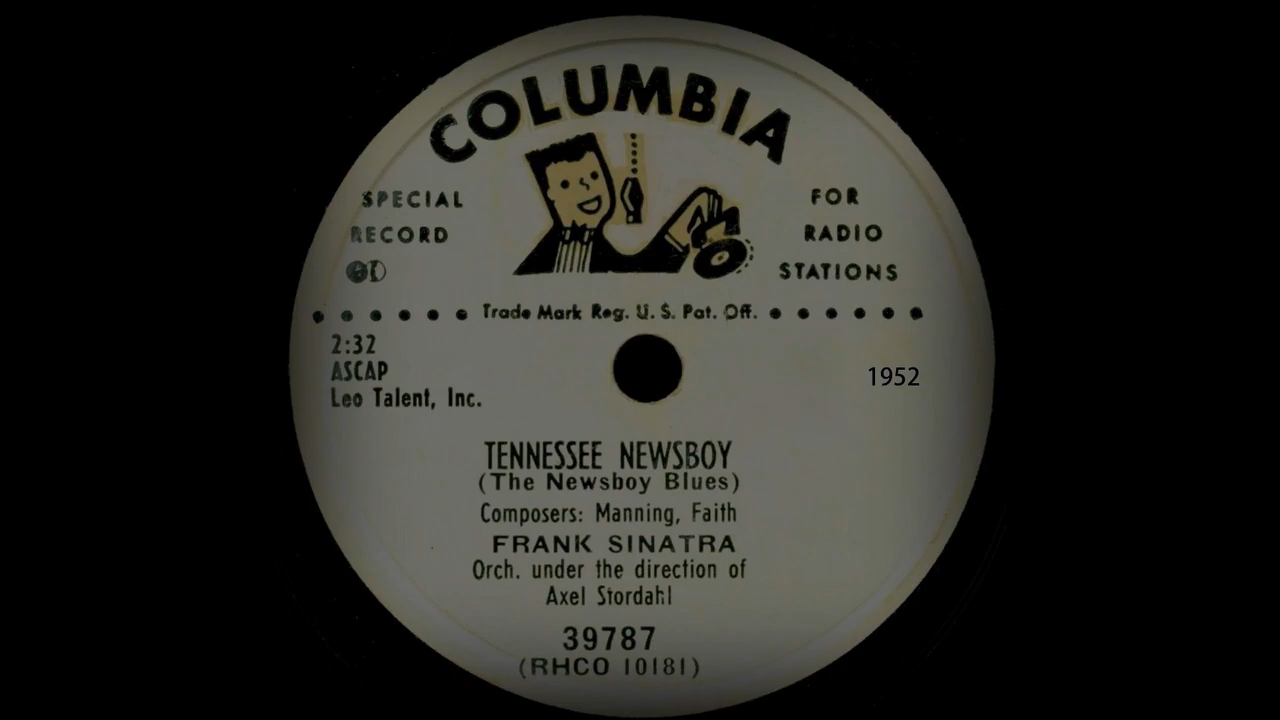 COLUMBIA
SPECIAL
RECORD
FOR
RADIO
STATIONS
Trade Mark Reg. U. S. Pat. Off.
2:32
ASCAP
Leo Talent, Inc.
1952
TENNESSEE NEWSBOY
(The Newsboy Blues)
Composers: Manning, Faith
FRANK SINATRA
Orch. under the direction of
Axel Stordahl
39787
(RHCO 10181)